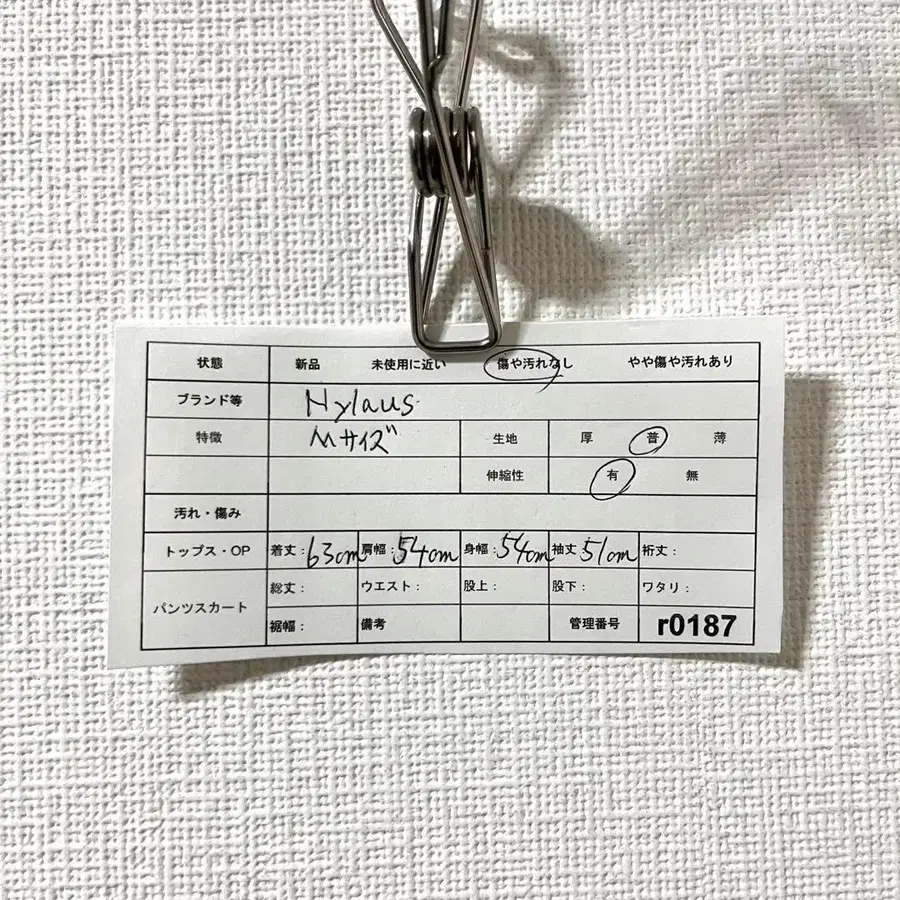 状態 新品 未使用に近い 傷や汚れなし やや傷や汚れあり
ブランド等 Nylaus
特徴 Mサイズ 生地 厚 普 薄
伸縮性 有 無
汚れ・傷み
トップス・OP 着丈：63cm 肩幅：54cm 身幅：54cm 袖丈：51cm 裄丈：
パンツスカート 総丈： ウエスト： 股上： 股下： ワタリ：
裾幅： 備考 管理番号 r0187